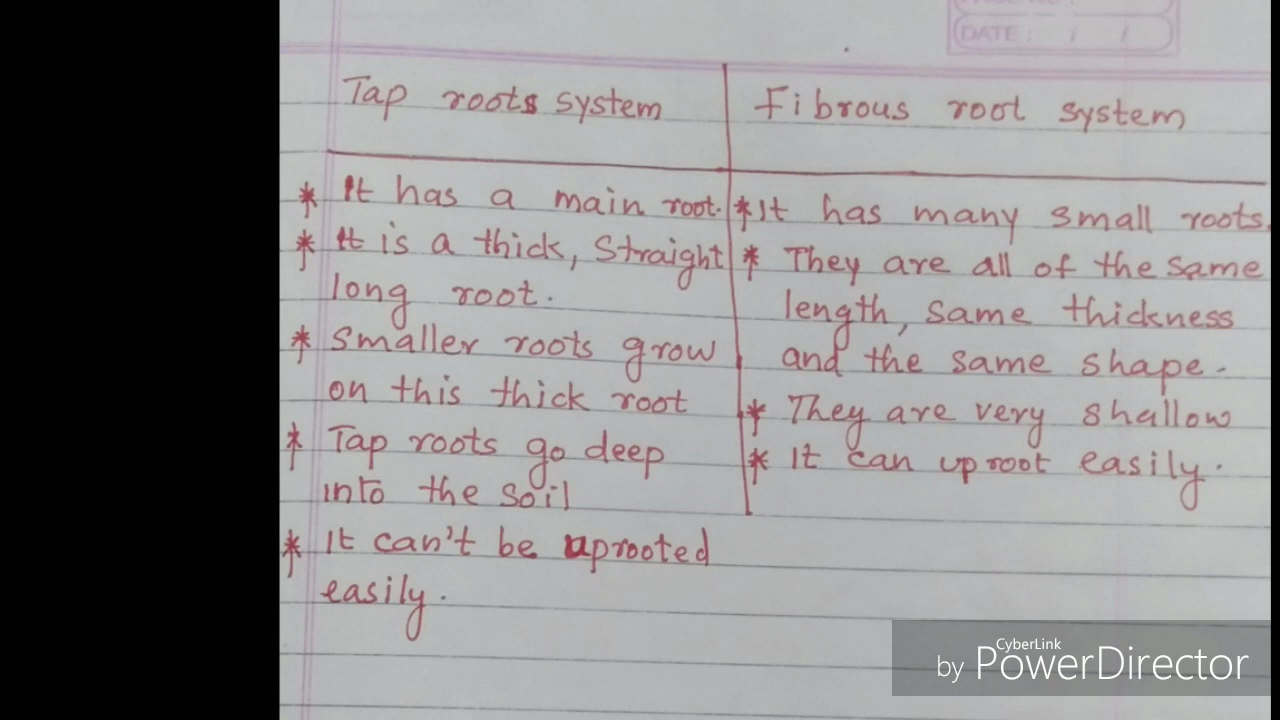 DATE: / /
Tap roots system
Fibrous root system
* It has a main root.
* It is a thick, Straight
long root.
* Smaller roots grow
on this thick root
* Tap roots go deep
into the soil
* It can't be uprooted
easily.
* It has many small roots.
* They are all of the same
length, same thickness
and the same shape.
* They are very shallow
* It can uproot easily.
CyberLink
by PowerDirector